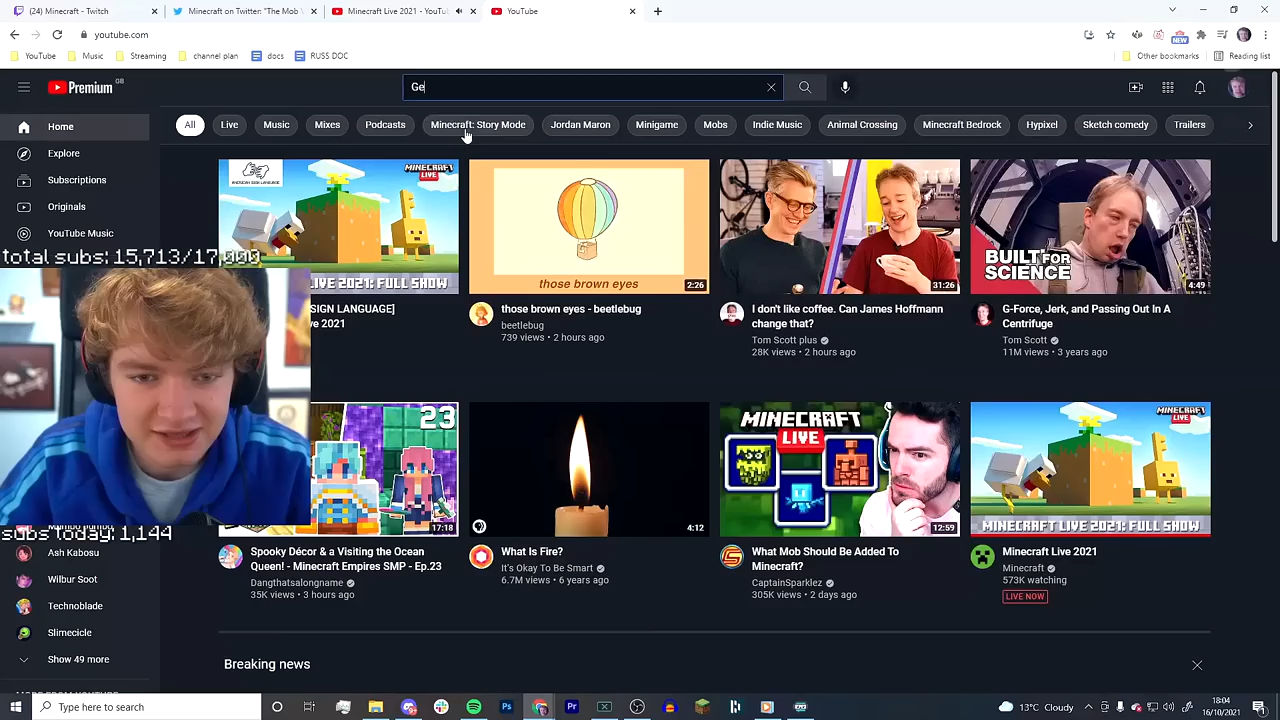 (24) Minecraft - Twitch
Minecraft on Twitter: "The Mob V
Minecraft Live 2021 - YouTu
YouTube
youtube.com
YouTube
Music
Streaming
channel plan
docs
RUSS DOC
NEW
Other bookmarks
Reading list
Premium GB
Ge
All
Live
Music
Mixes
Podcasts
Minecraft: Story Mode
Jordan Maron
Minigame
Mobs
Indie Music
Animal Crossing
Minecraft Bedrock
Hypixel
Sketch comedy
Trailers
Home
Explore
Subscriptions
Originals
YouTube Music
total subs: 15,713/17,000
MINECRAFT LIVE
LIVE 2021: FULL SHOW
SIGN LANGUAGE]
ve 2021
those brown eyes
2:26
those brown eyes - beetlebug
beetlebug
739 views • 2 hours ago
31:26
I don't like coffee. Can James Hoffmann
change that?
Tom Scott plus
28K views • 2 hours ago
BUILT FOR
SCIENCE
4:49
G-Force, Jerk, and Passing Out In A
Centrifuge
Tom Scott
11M views • 3 years ago
23
17:18
Spooky Décor & a Visiting the Ocean
Queen! - Minecraft Empires SMP - Ep.23
Dangthatsalongname
35K views • 3 hours ago
4:12
What Is Fire?
It's Okay To Be Smart
6.7M views • 6 years ago
MINECRAFT
LIVE
12:59
What Mob Should Be Added To
Minecraft?
CaptainSparklez
305K views • 2 days ago
MINECRAFT LIVE
MINECRAFT LIVE 2021: FULL SHOW
Minecraft Live 2021
Minecraft
573K watching
LIVE NOW
subs today: 1,144
Ash Kabosu
Wilbur Soot
Technoblade
Slimecicle
Show 49 more
Breaking news
Type here to search
13°C Cloudy
18:04
16/10/2021